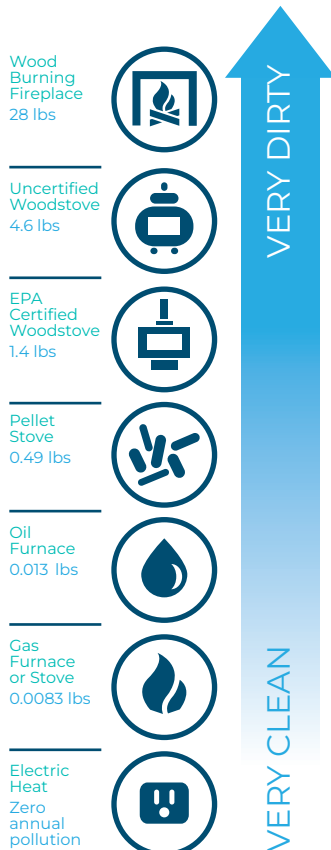 Wood
Burning
Fireplace
28 lbs
Uncertified
Woodstove
4.6 lbs
EPA
Certified
Woodstove
1.4 lbs
Pellet
Stove
0.49 lbs
Oil
Furnace
0.013 lbs
Gas
Furnace
or Stove
0.0083 lbs
Electric
Heat
Zero
annual
pollution
VERY DIRTY
VERY CLEAN